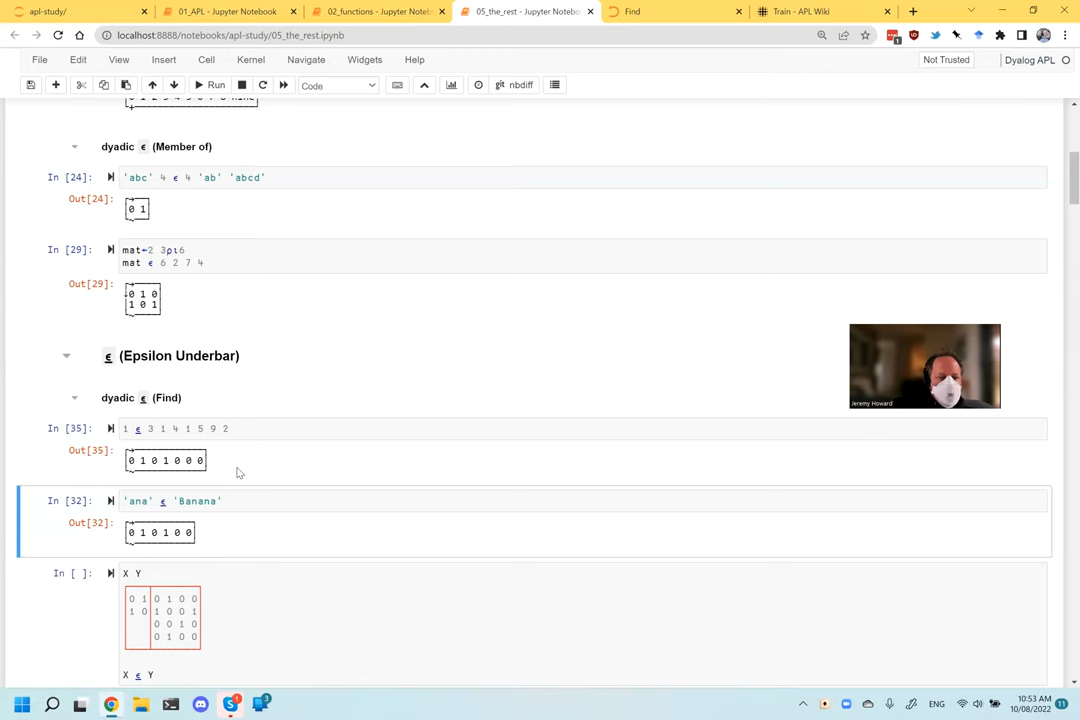 apl-study/
01_APL - Jupyter Notebook
02_functions - Jupyter Notebo
05_the_rest - Jupyter Notebo
Find
Train - APL Wiki
localhost:8888/notebooks/apl-study/05_the_rest.ipynb
1
File Edit View Insert Cell Kernel Navigate Widgets Help
Not Trusted
Dyalog APL
Run
Code
git nbdiff
dyadic ϵ (Member of)
In [24]:
'abc' 4 ϵ 4 'ab' 'abcd'
Out[24]:
0 1
In [29]:
mat←2 3⍴⍳6
mat ϵ 6 2 7 4
Out[29]:
0 1 0
1 0 1
⍷ (Epsilon Underbar)
dyadic ⍷ (Find)
In [35]:
1 ⍷ 3 1 4 1 5 9 2
Out[35]:
0 1 0 1 0 0 0
In [32]:
'ana' ⍷ 'Banana'
Out[32]:
0 1 0 1 0 0
In [ ]:
X Y
0 1 0 1 0 0
1 0 1 0 0 1
0 0 1 0
0 1 0 0
X ⍷ Y
Jeremy Howard
1
3
ENG
10:53 AM
10/08/2022
11